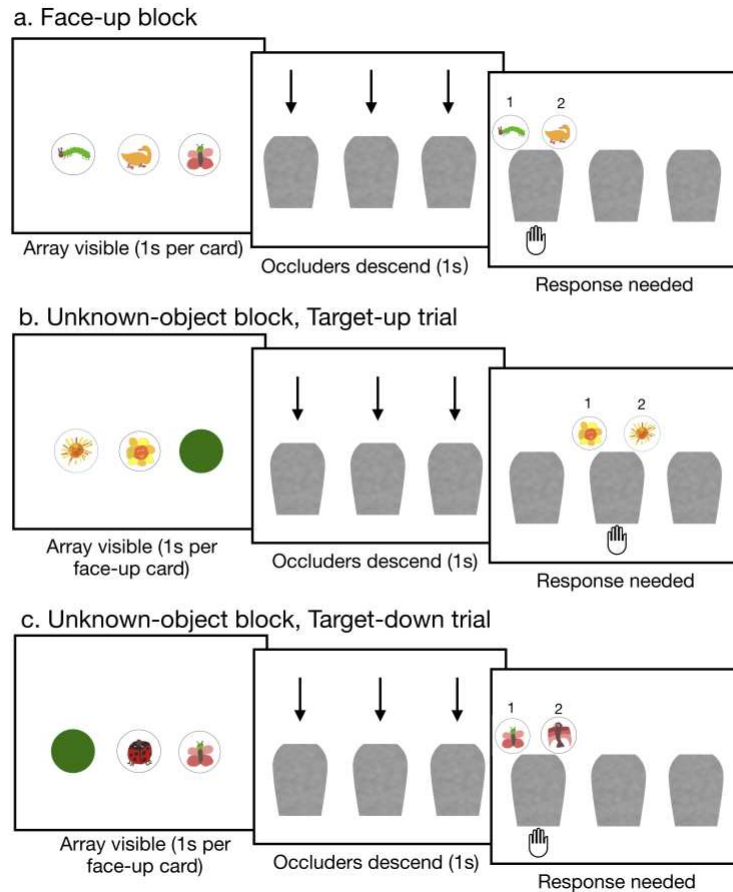 a. Face-up block
1 2
Array visible (1s per card)
Occluders descend (1s)
Response needed
b. Unknown-object block, Target-up trial
1 2
Array visible (1s per
face-up card)
Occluders descend (1s)
Response needed
c. Unknown-object block, Target-down trial
1 2
Array visible (1s per
face-up card)
Occluders descend (1s)
Response needed